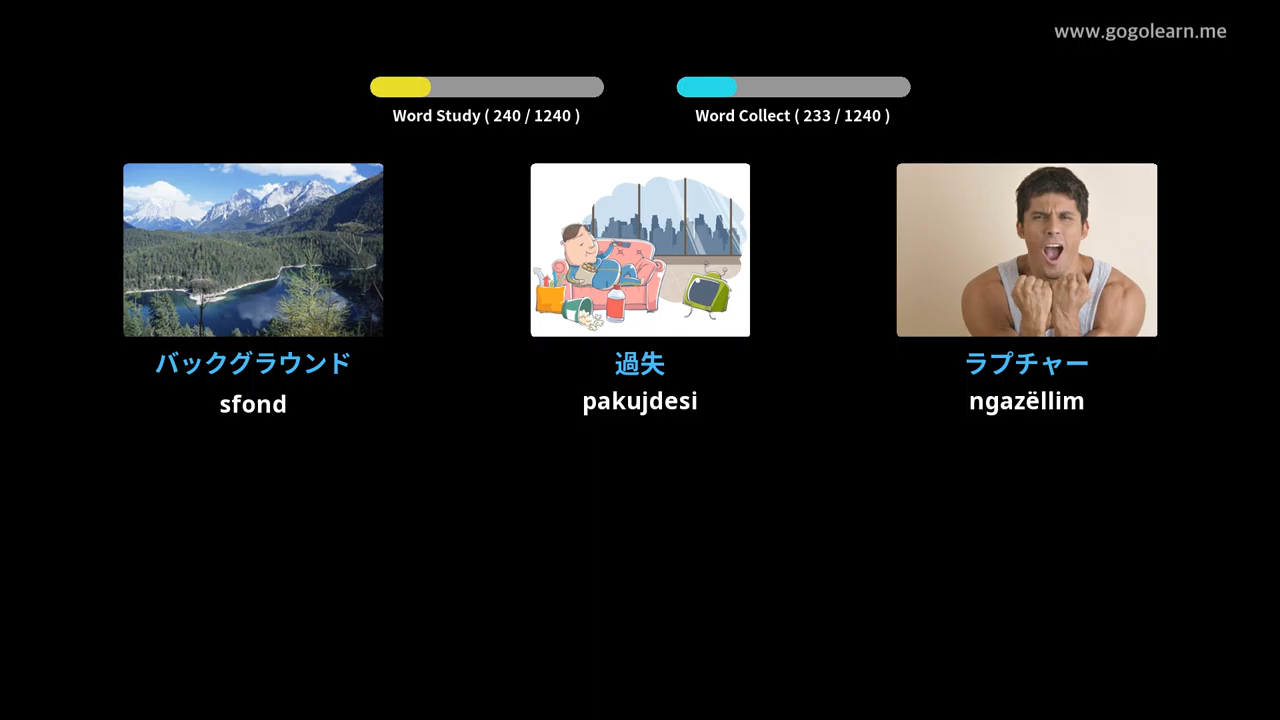 www.gogolearn.me
Word Study ( 240 / 1240 )
Word Collect ( 233 / 1240 )
バックグラウンド
過失
ラプチャー
sfond
pakujdesi
ngazëllim